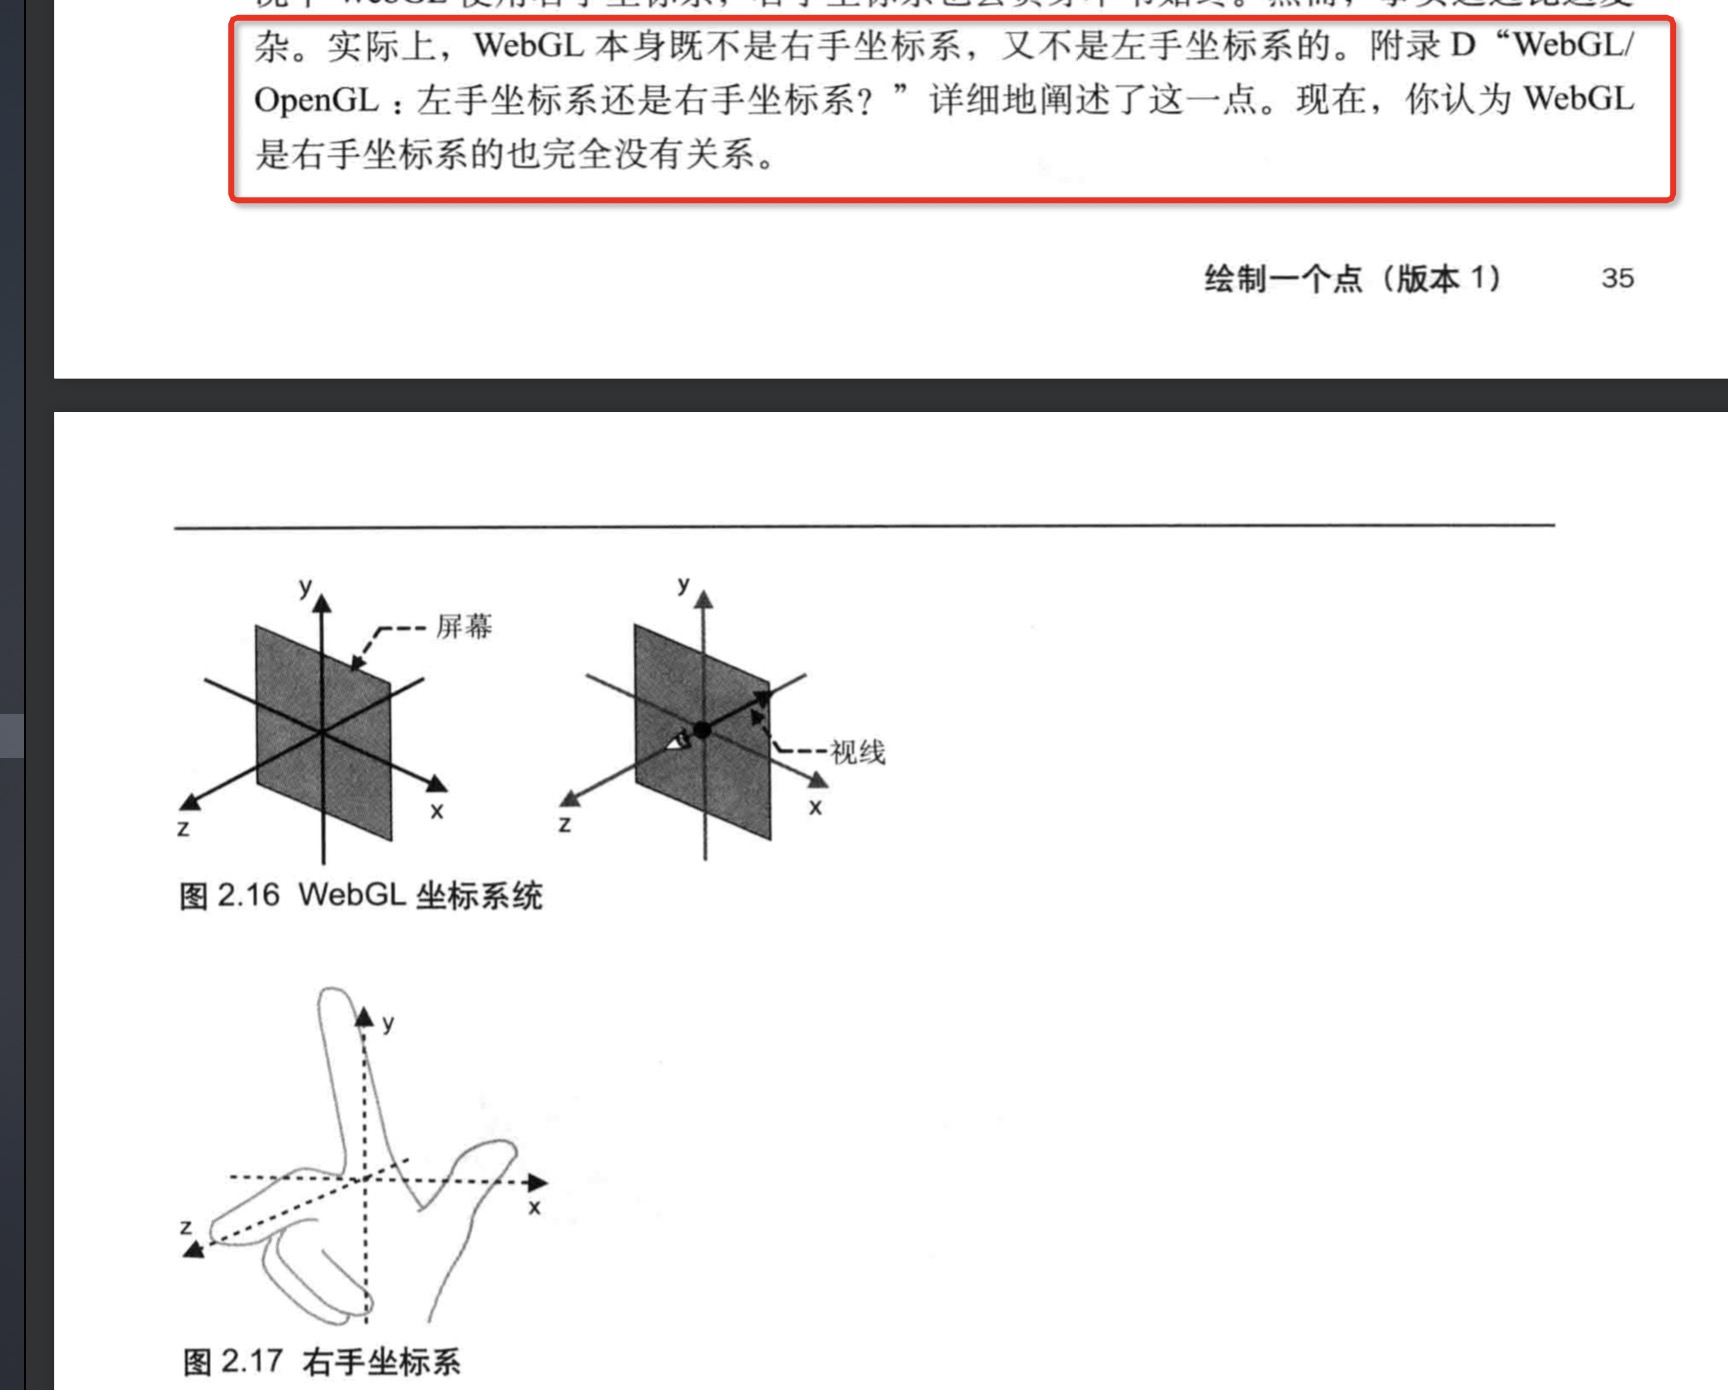 杂。实际上，WebGL 本身既不是右手坐标系，又不是左手坐标系的。附录 D “WebGL/
OpenGL：左手坐标系还是右手坐标系？”详细地阐述了这一点。现在，你认为 WebGL
是右手坐标系的也完全没有关系。
绘制一个点（版本 1） 35
y
屏幕
x
z
y
视线
x
z
图 2.16 WebGL 坐标系统
y
x
z
图 2.17 右手坐标系